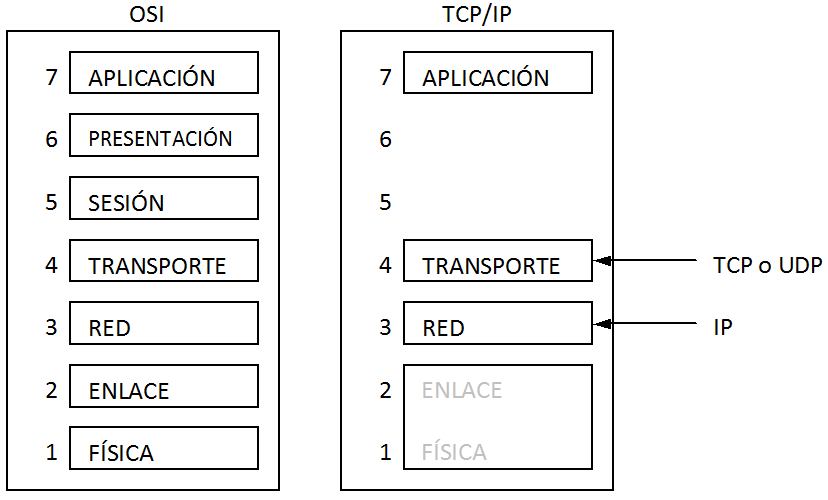 OSI
7 APLICACIÓN
6 PRESENTACIÓN
5 SESIÓN
4 TRANSPORTE
3 RED
2 ENLACE
1 FÍSICA
TCP/IP
7 APLICACIÓN
6
5
4 TRANSPORTE
TCP o UDP
3 RED
IP
2 ENLACE
1 FÍSICA